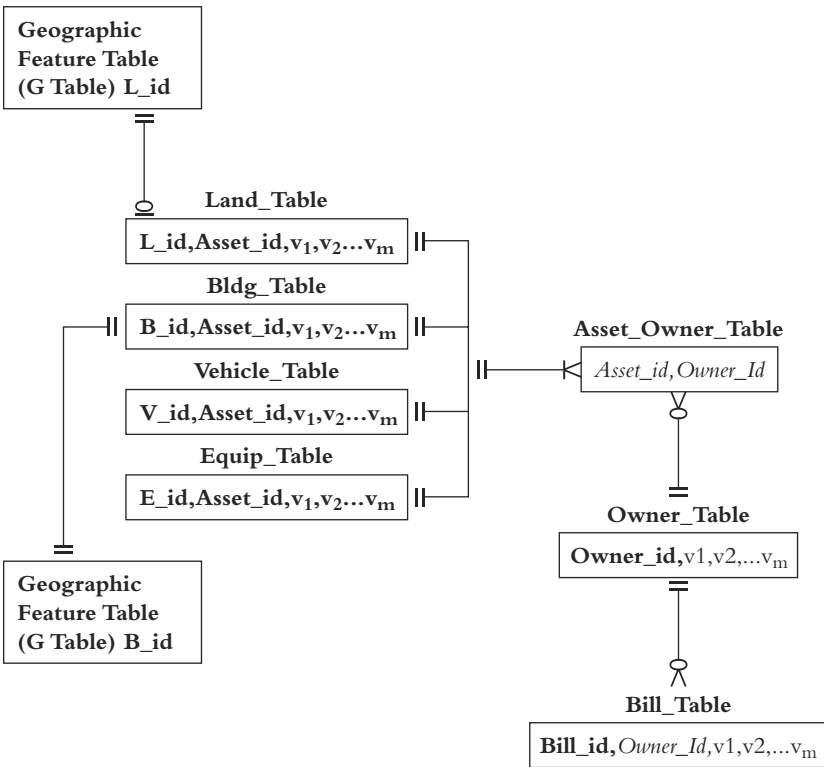 Geographic
Feature Table
(G Table) L_id
Land_Table
L_id,Asset_id,v₁,v₂...vₘ
Bldg_Table
B_id,Asset_id,v₁,v₂...vₘ
Vehicle_Table
V_id,Asset_id,v₁,v₂...vₘ
Equip_Table
E_id,Asset_id,v₁,v₂...vₘ
Geographic
Feature Table
(G Table) B_id
Asset_Owner_Table
Asset_id,Owner_Id
Owner_Table
Owner_id,v1,v2,...vₘ
Bill_Table
Bill_id,Owner_Id,v1,v2,...vₘ